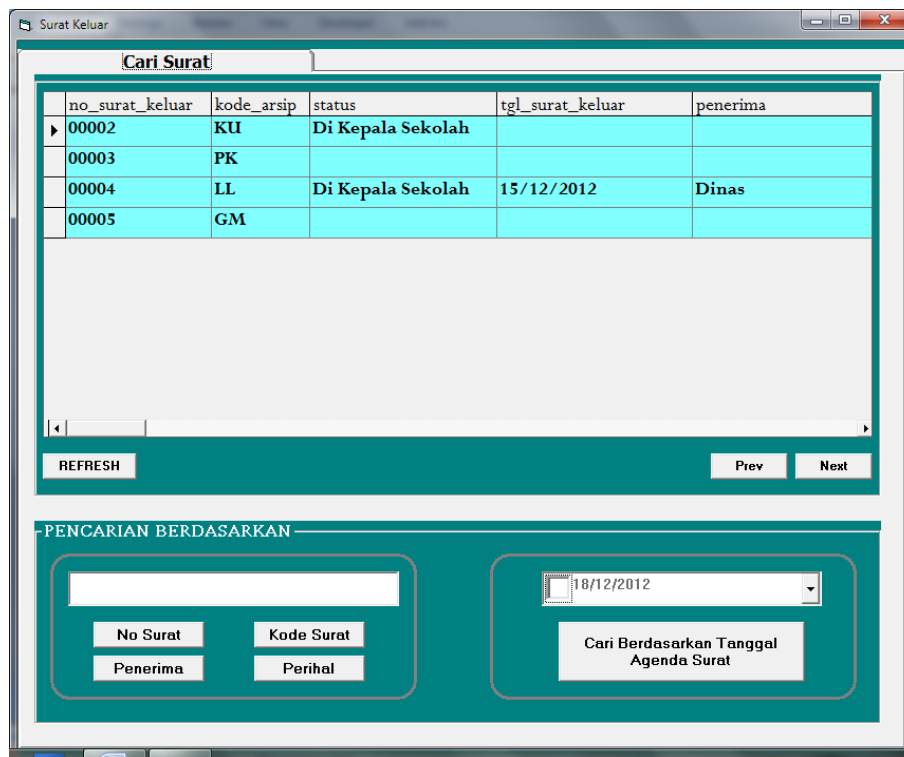 Surat Keluar
Cari Surat
no_surat_keluar kode_arsip status tgl_surat_keluar penerima
00002 KU Di Kepala Sekolah
00003 PK
00004 LL Di Kepala Sekolah 15/12/2012 Dinas
00005 GM
REFRESH Prev Next
PENCARIAN BERDASARKAN
18/12/2012
No Surat Kode Surat
Penerima Perihal
Cari Berdasarkan Tanggal
Agenda Surat